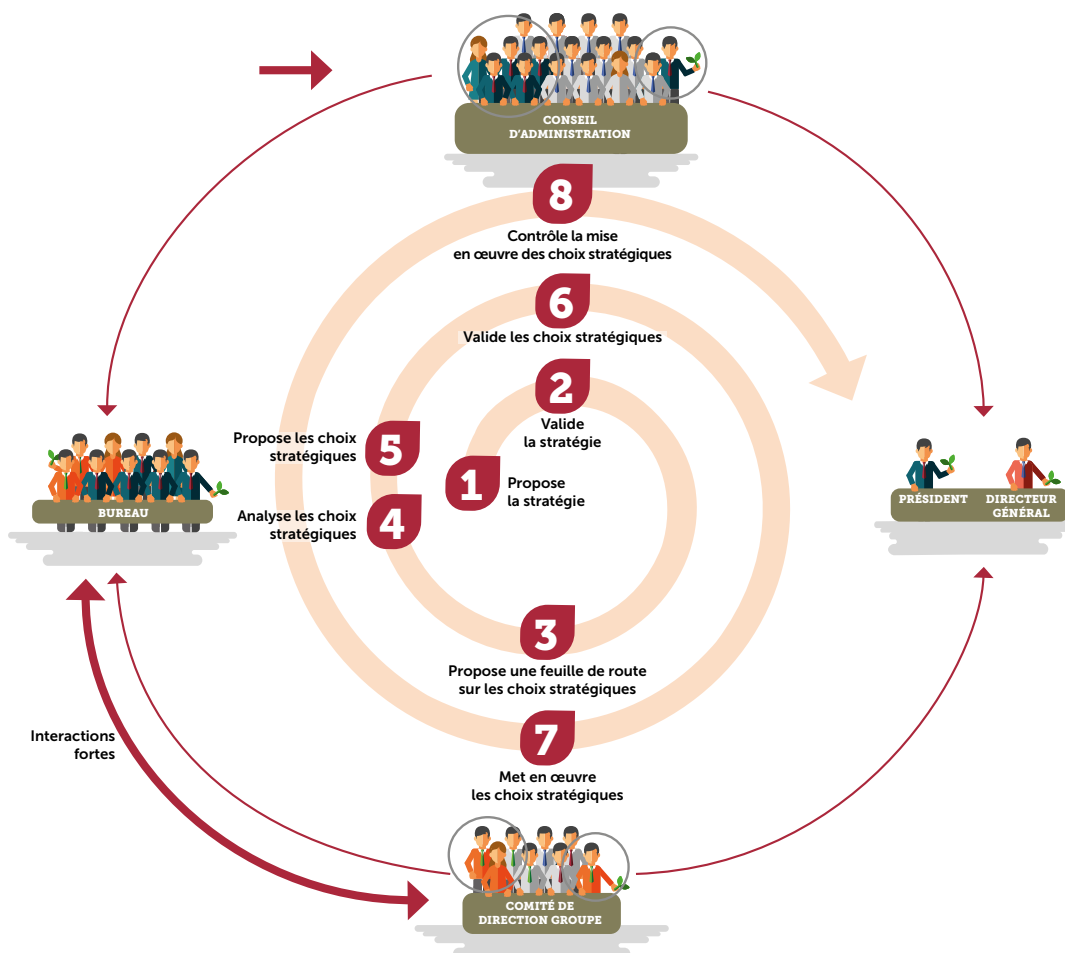 CONSEIL
D'ADMINISTRATION
8
Contrôle la mise
en œuvre des choix stratégiques
6
Valide les choix stratégiques
2
Valide
la stratégie
5
Propose les choix
stratégiques
1
Propose
la stratégie
4
Analyse les choix
stratégiques
BUREAU
PRÉSIDENT
DIRECTEUR
GÉNÉRAL
3
Propose une feuille de route
sur les choix stratégiques
7
Met en œuvre
les choix stratégiques
Interactions
fortes
COMITÉ DE
DIRECTION GROUPE